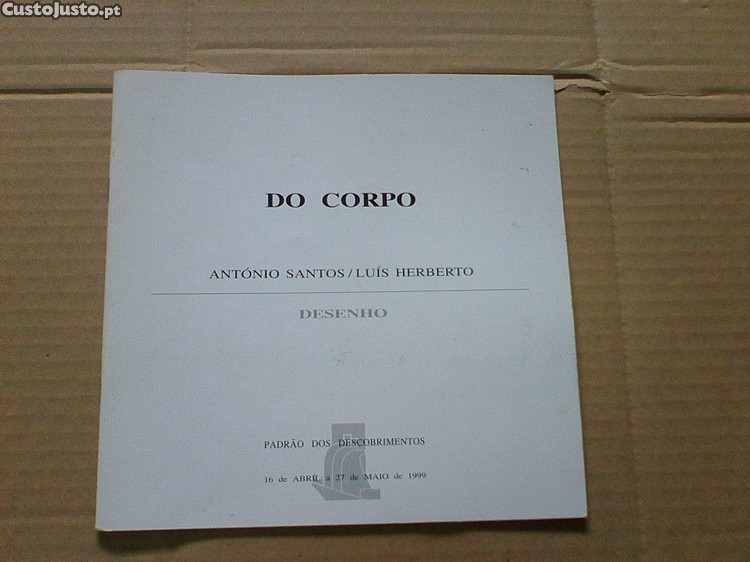 CustoJusto.pt
DO CORPO
ANTÓNIO SANTOS / LUÍS HERBERTO
DESENHO
PADRÃO DOS DESCOBRIMENTOS
16 de ABRIL a 27 de MAIO de 1999